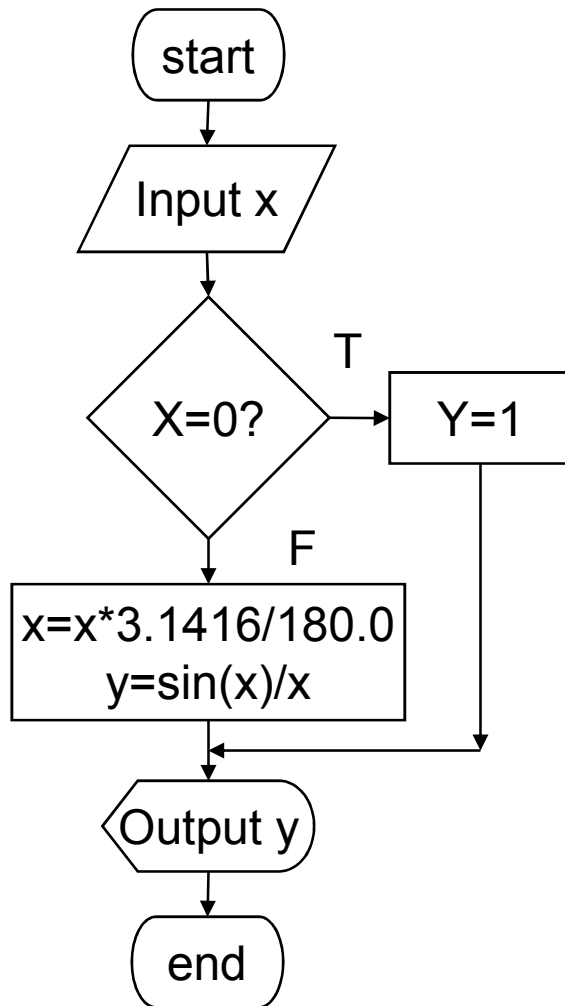 start
Input x
X=0?
T
Y=1
F
x=x*3.1416/180.0
y=sin(x)/x
Output y
end